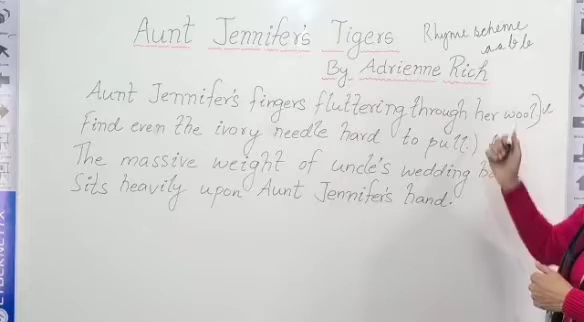 Aunt Jennifer's Tigers
Rhyme scheme
aabb
By Adrienne Rich
Aunt Jennifer's fingers fluttering through her wool
Find even the ivory needle hard to pull.
The massive weight of uncle's wedding
Sits heavily upon Aunt Jennifer's hand.